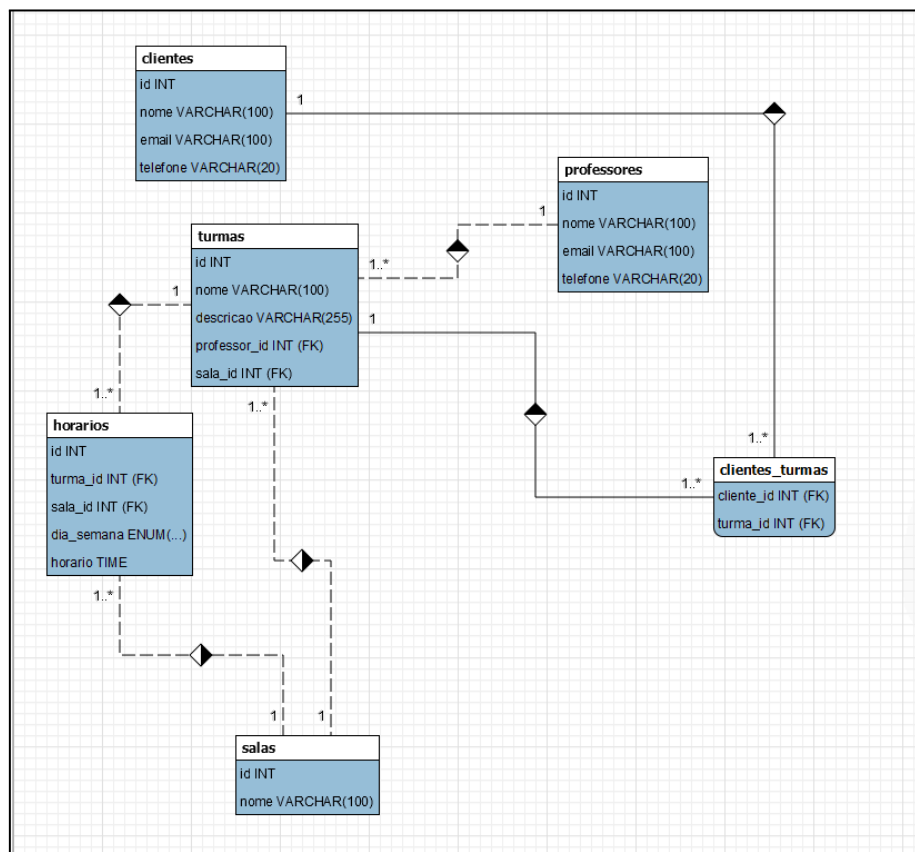 clientes
id INT
nome VARCHAR(100)
email VARCHAR(100)
telefone VARCHAR(20)
1
professores
id INT
nome VARCHAR(100)
email VARCHAR(100)
telefone VARCHAR(20)
1
turmas
id INT
nome VARCHAR(100)
descricao VARCHAR(255)
professor_id INT (FK)
sala_id INT (FK)
1..*
1
1
1..*
1..*
horarios
id INT
turma_id INT (FK)
sala_id INT (FK)
dia_semana ENUM(...)
horario TIME
1..*
1..*
1..*
clientes_turmas
cliente_id INT (FK)
turma_id INT (FK)
1
1
salas
id INT
nome VARCHAR(100)